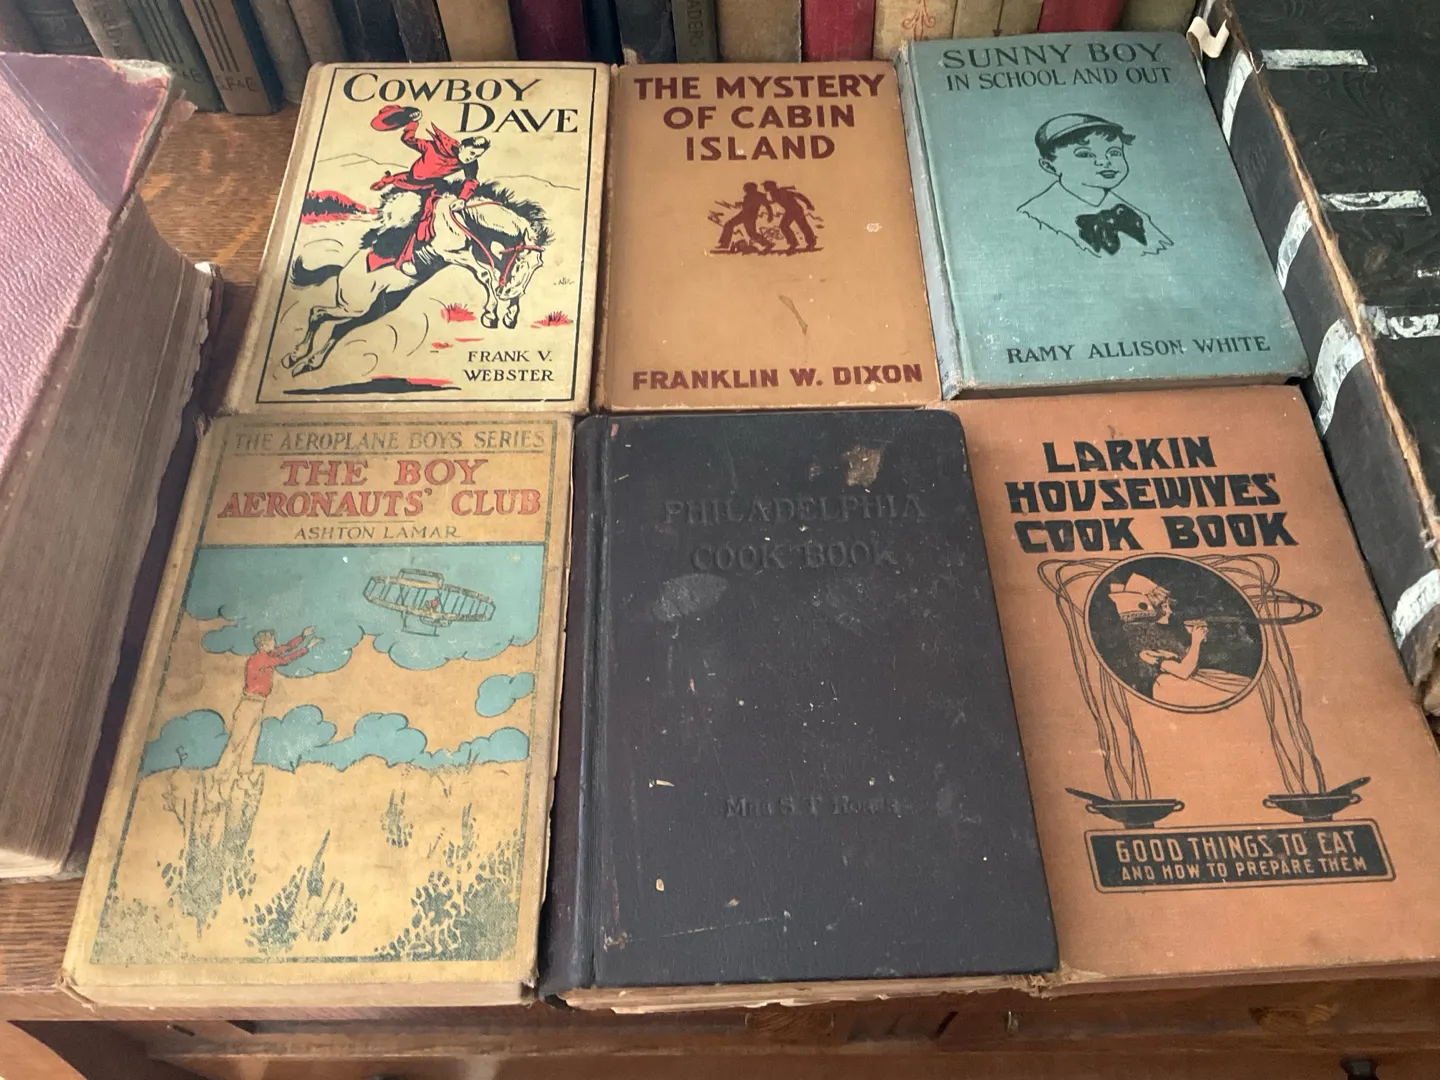 COWBOY
DAVE
FRANK V.
WEBSTER
THE MYSTERY
OF CABIN
ISLAND
FRANKLIN W. DIXON
SUNNY BOY
IN SCHOOL AND OUT
RAMY ALLISON WHITE
THE AEROPLANE BOYS SERIES
THE BOY
AERONAUTS' CLUB
ASHTON LAMAR
PHILADELPHIA
COOK BOOK
S T
LARKIN
HOUSEWIVES'
COOK BOOK
GOOD THINGS TO EAT
AND HOW TO PREPARE THEM